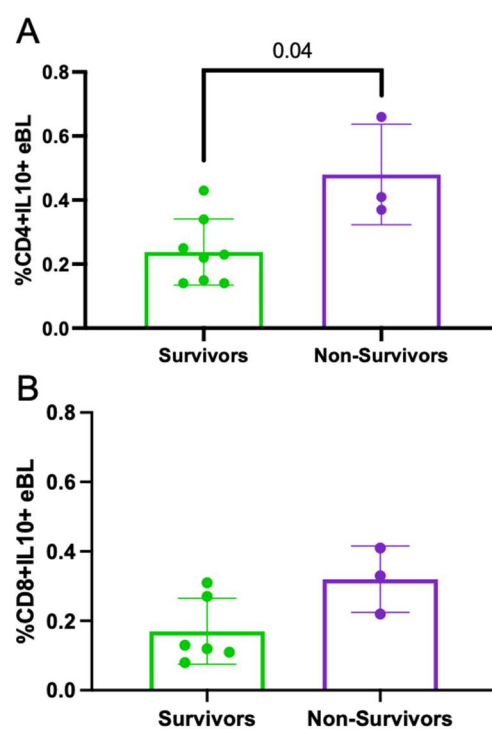 A
0.04
%CD4+IL10+ eBL
0.8
0.6
0.4
0.2
0.0
Survivors Non-Survivors
B
%CD8+IL10+ eBL
0.8
0.6
0.4
0.2
0.0
Survivors Non-Survivors